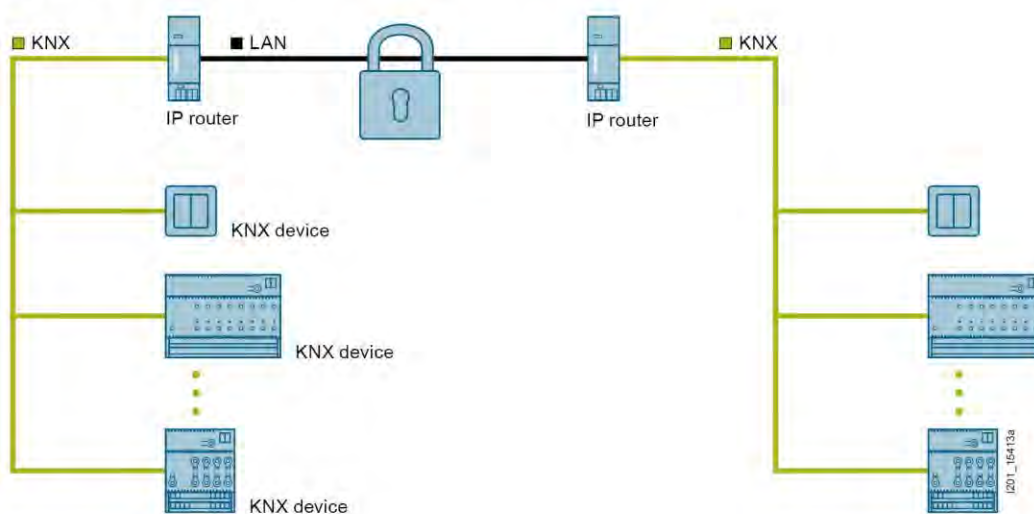 KNX
LAN
KNX
IP router
IP router
KNX device
KNX device
KNX device
I201_15413a